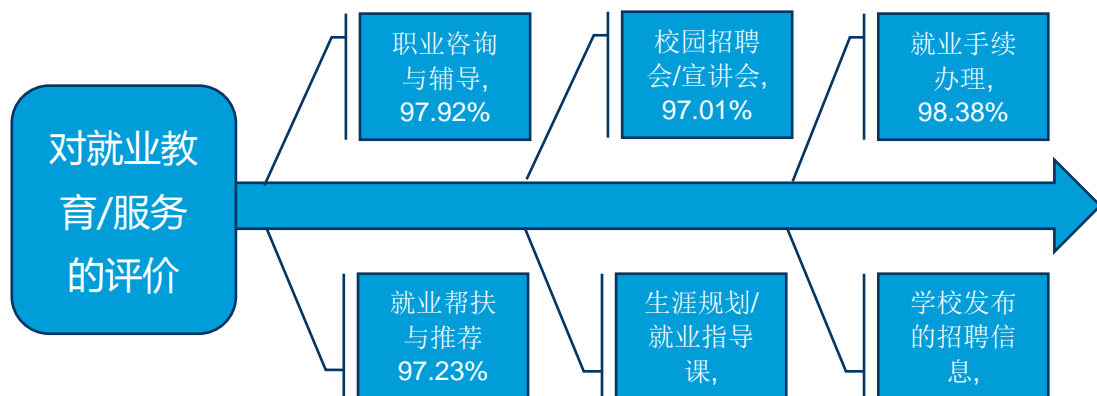 职业咨询
与辅导,
97.92%
校园招聘
会/宣讲会,
97.01%
就业手续
办理,
98.38%
对就业教
育/服务
的评价
就业帮扶
与推荐
97.23%
生涯规划/
就业指导
课,
学校发布
的招聘信
息,